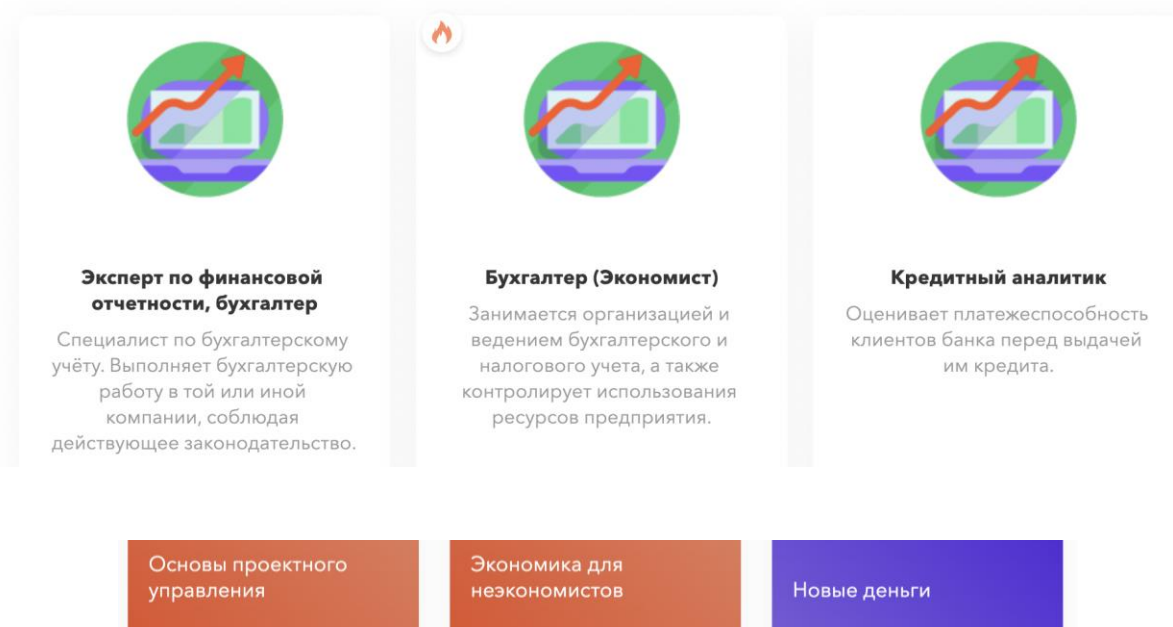 Эксперт по финансовой
отчетности, бухгалтер
Специалист по бухгалтерскому
учёту. Выполняет бухгалтерскую
работу в той или иной
компании, соблюдая
действующее законодательство.
Бухгалтер (Экономист)
Занимается организацией и
ведением бухгалтерского и
налогового учета, а также
контролирует использования
ресурсов предприятия.
Кредитный аналитик
Оценивает платежеспособность
клиентов банка перед выдачей
им кредита.
Основы проектного
управления
Экономика для
неэкономистов
Новые деньги